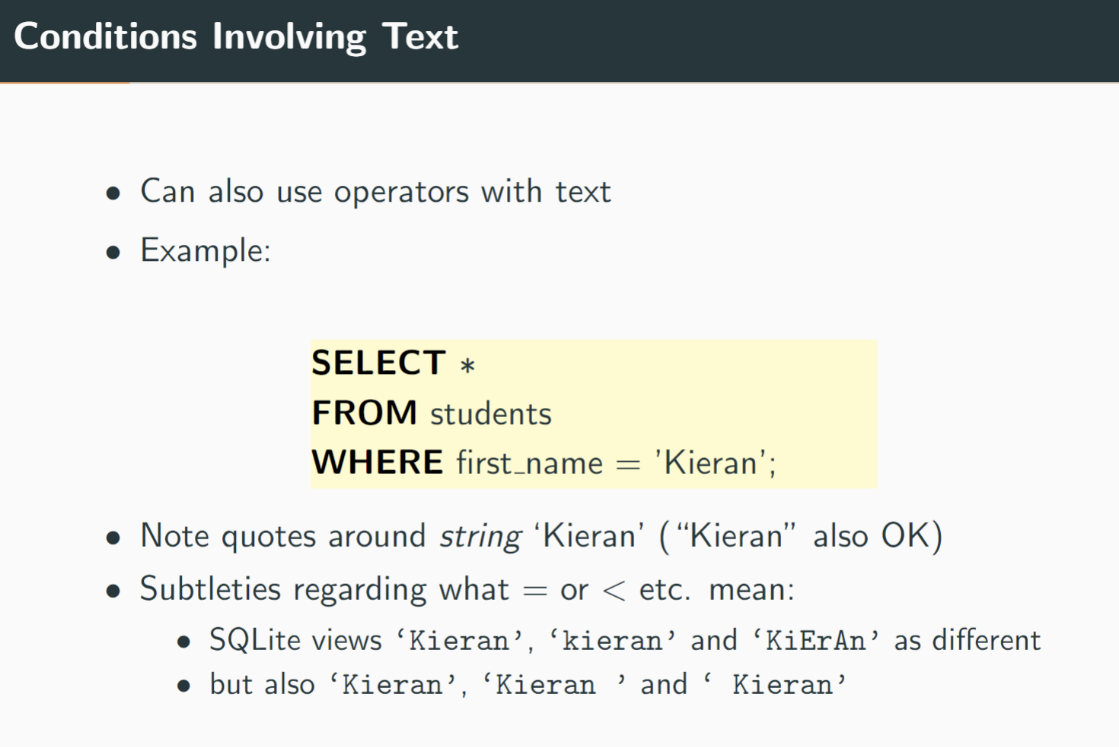 Conditions Involving Text
• Can also use operators with text
• Example:
SELECT *
FROM students
WHERE first_name = 'Kieran';
• Note quotes around string ‘Kieran’ (“Kieran” also OK)
• Subtleties regarding what = or < etc. mean:
• SQLite views ‘Kieran’, ‘kieran’ and ‘KiErAn’ as different
• but also ‘Kieran’, ‘Kieran ’ and ‘ Kieran’